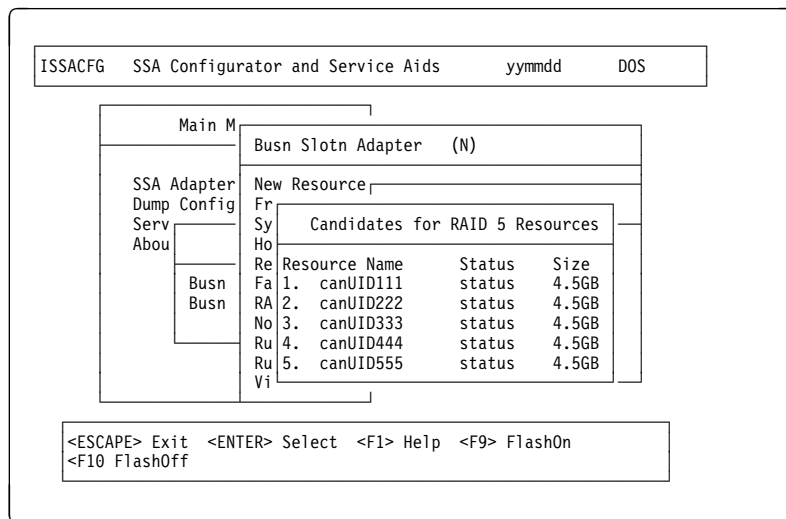 ISSACFG SSA Configurator and Service Aids yymmdd DOS
Main M
Busn Slotn Adapter (N)
SSA Adapter
Dump Config
Serv
Abou
Busn
Busn
New Resource
Fr
Sy
Ho
Re
Fa
RA
No
Ru
Ru
Vi
Candidates for RAID 5 Resources
Resource Name Status Size
1. canUID111 status 4.5GB
2. canUID222 status 4.5GB
3. canUID333 status 4.5GB
4. canUID444 status 4.5GB
5. canUID555 status 4.5GB
<ESCAPE> Exit <ENTER> Select <F1> Help <F9> FlashOn
<F10 FlashOff